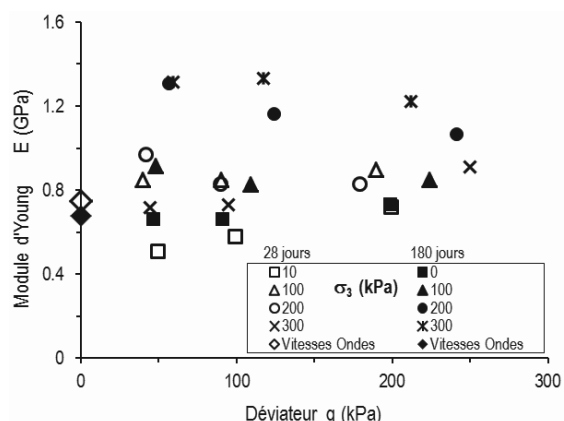 1.6
1.2
0.8
0.4
0
Module d'Young E (GPa)
0 100 200 300
Déviateur q (kPa)
28 jours 180 jours
σ3 (kPa)
10 0
100 100
200 200
300 300
Vitesses Ondes Vitesses Ondes